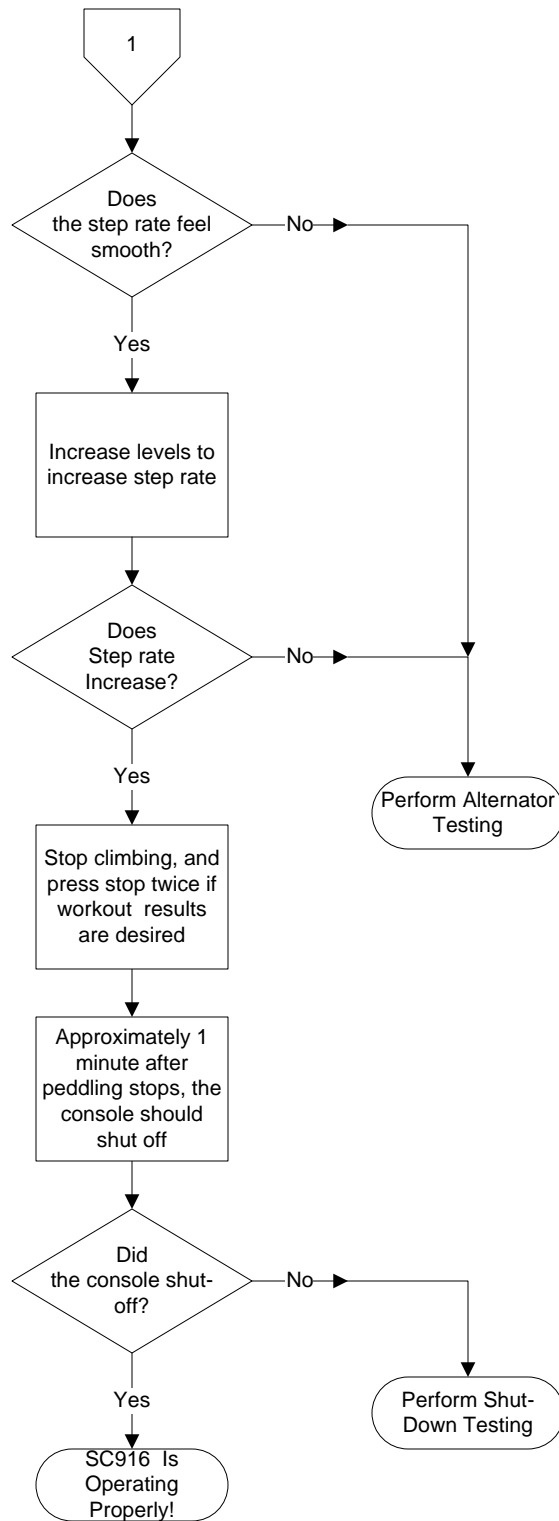 1
Does
the step rate feel
smooth?
No
Yes
Increase levels to
increase step rate
Does
Step rate
Increase?
No
Yes
Perform Alternator
Testing
Stop climbing, and
press stop twice if
workout results
are desired
Approximately 1
minute after
peddling stops, the
console should
shut off
Did
the console shut-
off?
No
Yes
Perform Shut-
Down Testing
SC916 Is
Operating
Properly!